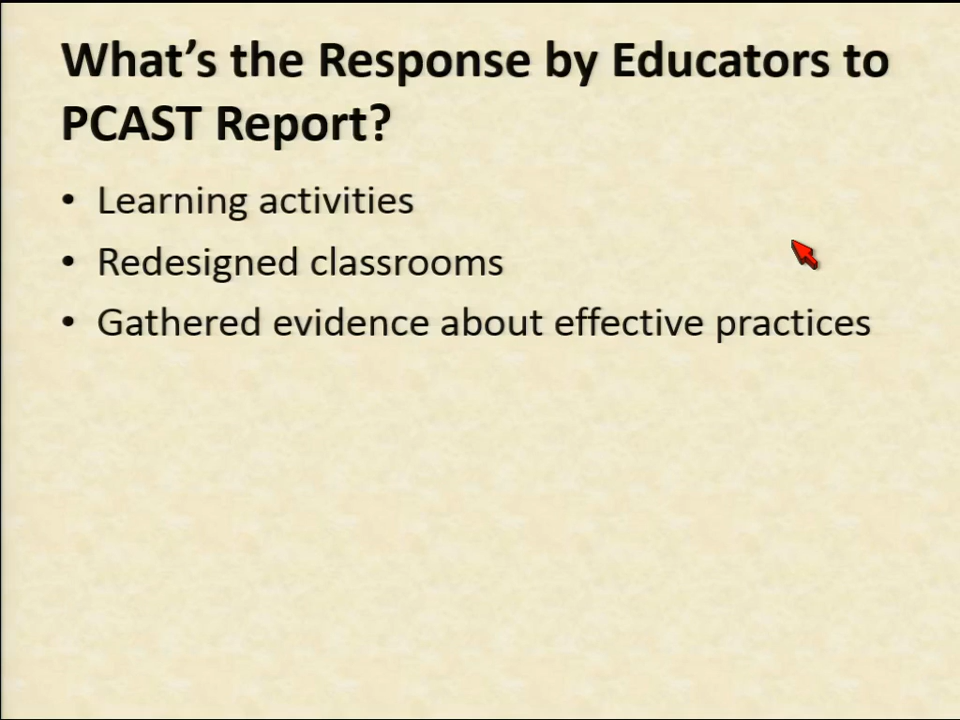 What's the Response by Educators to
PCAST Report?
• Learning activities
• Redesigned classrooms
• Gathered evidence about effective practices